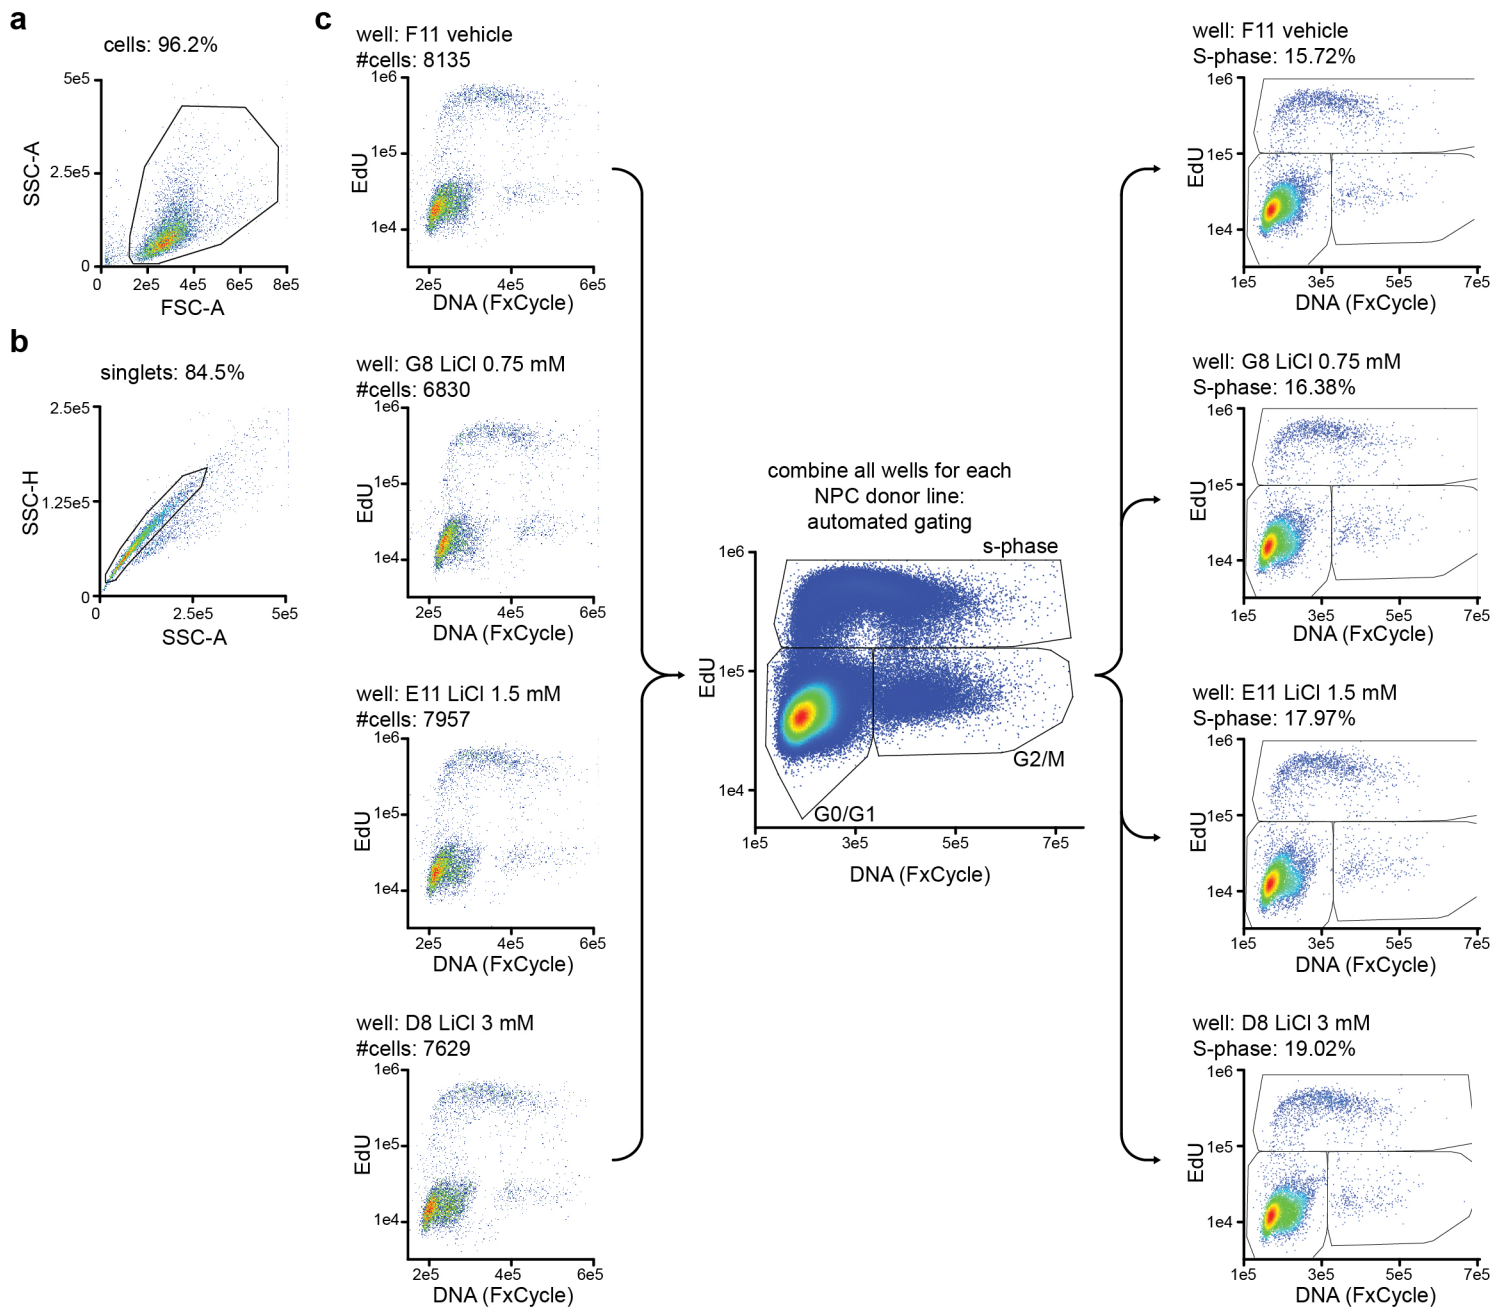 a
cells: 96.2%
5e5
2.5e5
0
SSC-A
0
2e5
4e5
6e5
8e5
FSC-A
b
singlets: 84.5%
2.5e5
1.25e5
0
SSC-H
0
2.5e5
5e5
SSC-A
c
well: F11 vehicle
#cells: 8135
1e6
1e5
1e4
EdU
2e5
4e5
6e5
DNA (FxCycle)
well: G8 LiCl 0.75 mM
#cells: 6830
1e6
1e5
1e4
EdU
2e5
4e5
6e5
DNA (FxCycle)
well: E11 LiCl 1.5 mM
#cells: 7957
1e6
1e5
1e4
EdU
2e5
4e5
6e5
DNA (FxCycle)
well: D8 LiCl 3 mM
#cells: 7629
1e6
1e5
1e4
EdU
2e5
4e5
6e5
DNA (FxCycle)
combine all wells for each
NPC donor line:
automated gating
s-phase
G2/M
G0/G1
1e6
1e5
1e4
EdU
1e5
3e5
5e5
7e5
DNA (FxCycle)
well: F11 vehicle
S-phase: 15.72%
1e6
1e5
1e4
EdU
1e5
3e5
5e5
7e5
DNA (FxCycle)
well: G8 LiCl 0.75 mM
S-phase: 16.38%
1e6
1e5
1e4
EdU
1e5
3e5
5e5
7e5
DNA (FxCycle)
well: E11 LiCl 1.5 mM
S-phase: 17.97%
1e6
1e5
1e4
EdU
1e5
3e5
5e5
7e5
DNA (FxCycle)
well: D8 LiCl 3 mM
S-phase: 19.02%
1e6
1e5
1e4
EdU
1e5
3e5
5e5
7e5
DNA (FxCycle)